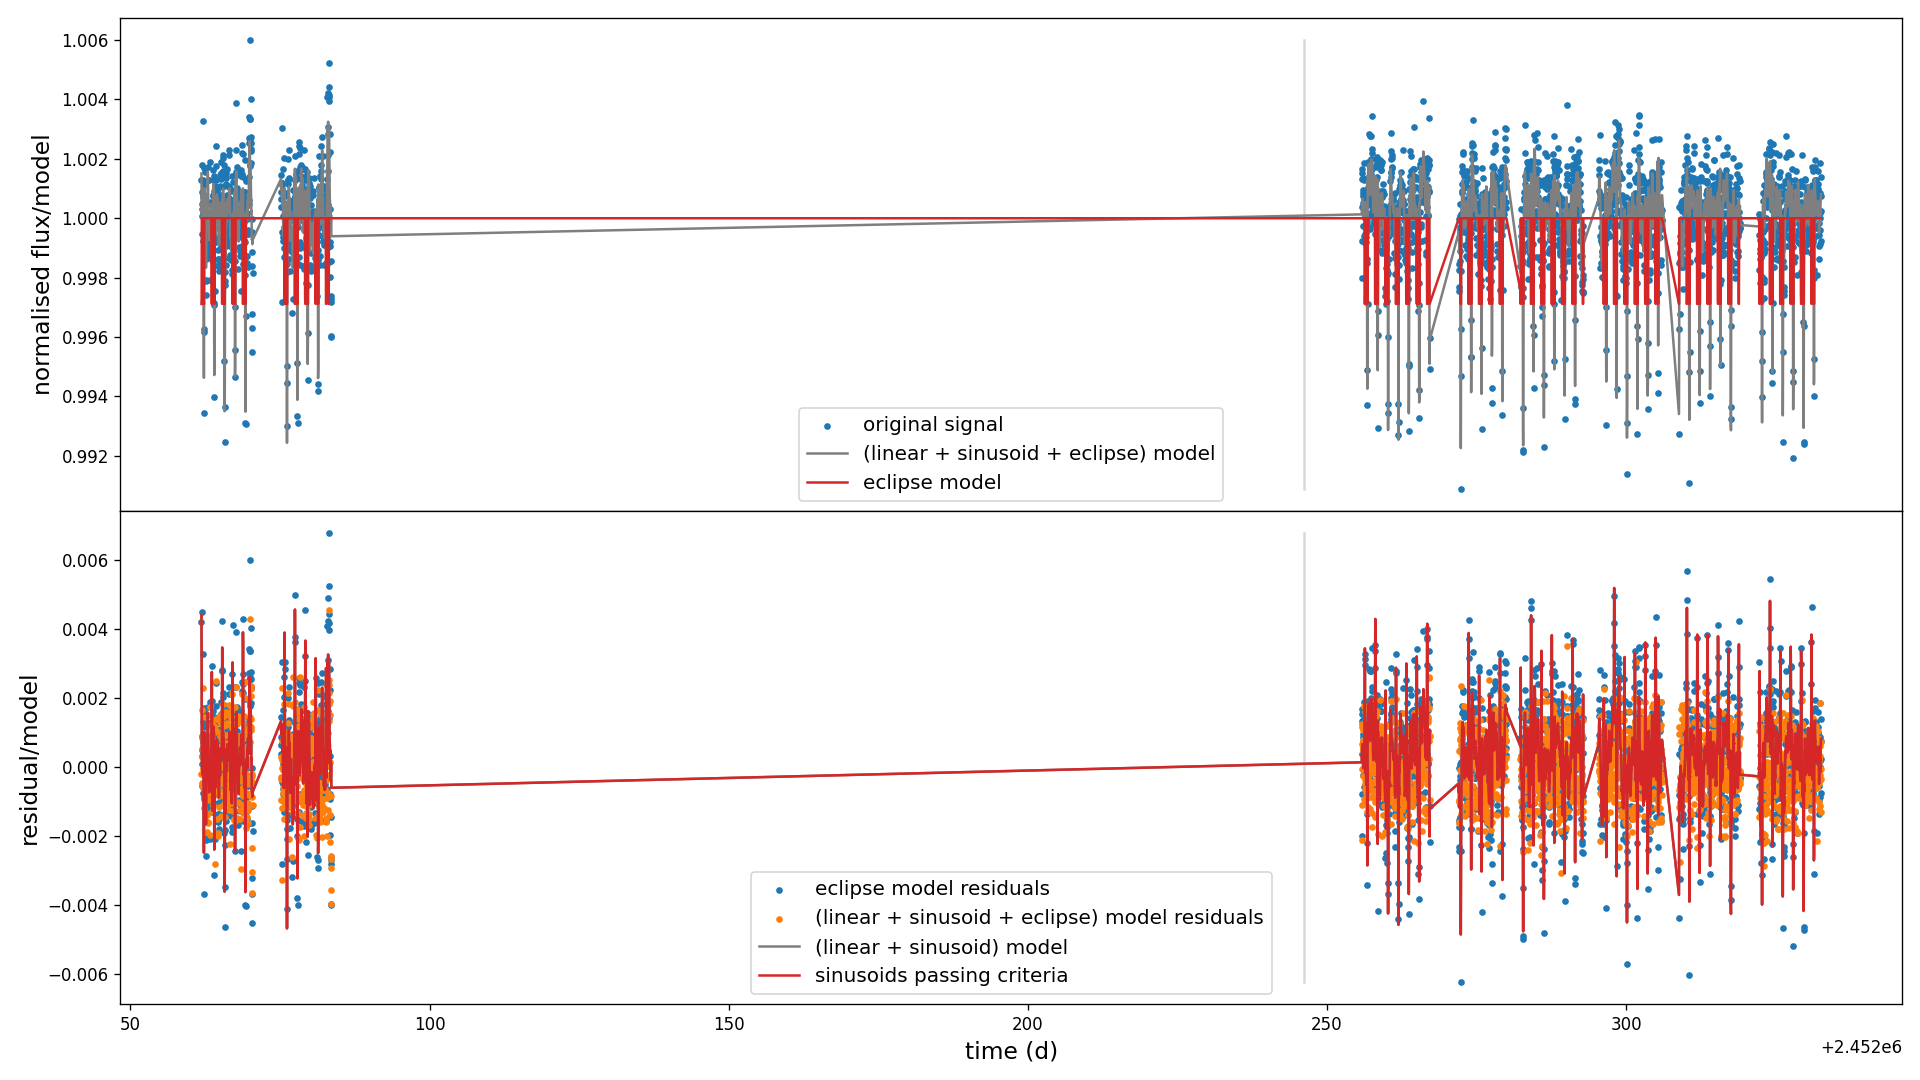 1.006
1.004
1.002
1.000
0.998
0.996
0.994
0.992
normalised flux/model
original signal
(linear + sinusoid + eclipse) model
eclipse model
0.006
0.004
0.002
0.000
−0.002
−0.004
−0.006
residual/model
eclipse model residuals
(linear + sinusoid + eclipse) model residuals
(linear + sinusoid) model
sinusoids passing criteria
50
100
150
200
250
300
time (d)
+2.452e6